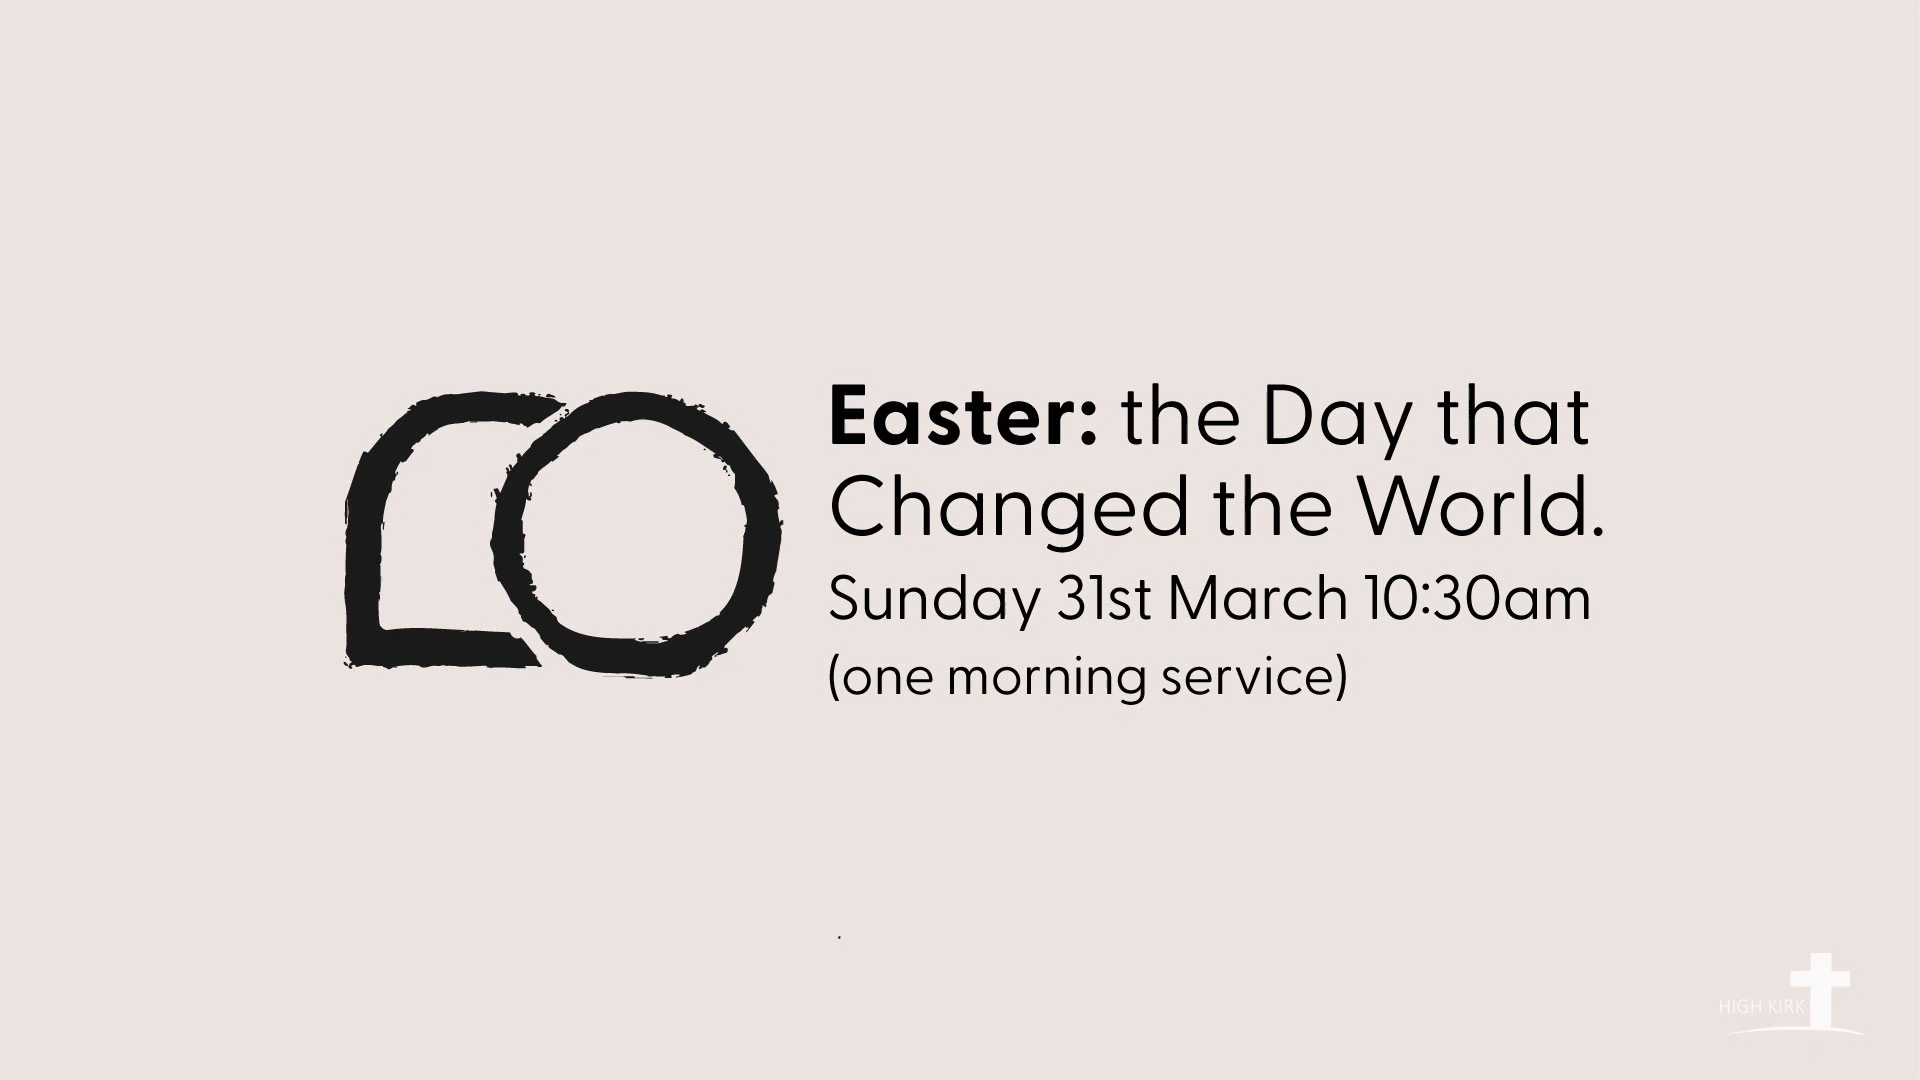 Easter: the Day that
Changed the World.
Sunday 31st March 10:30am
(one morning service)
HIGH KIRK